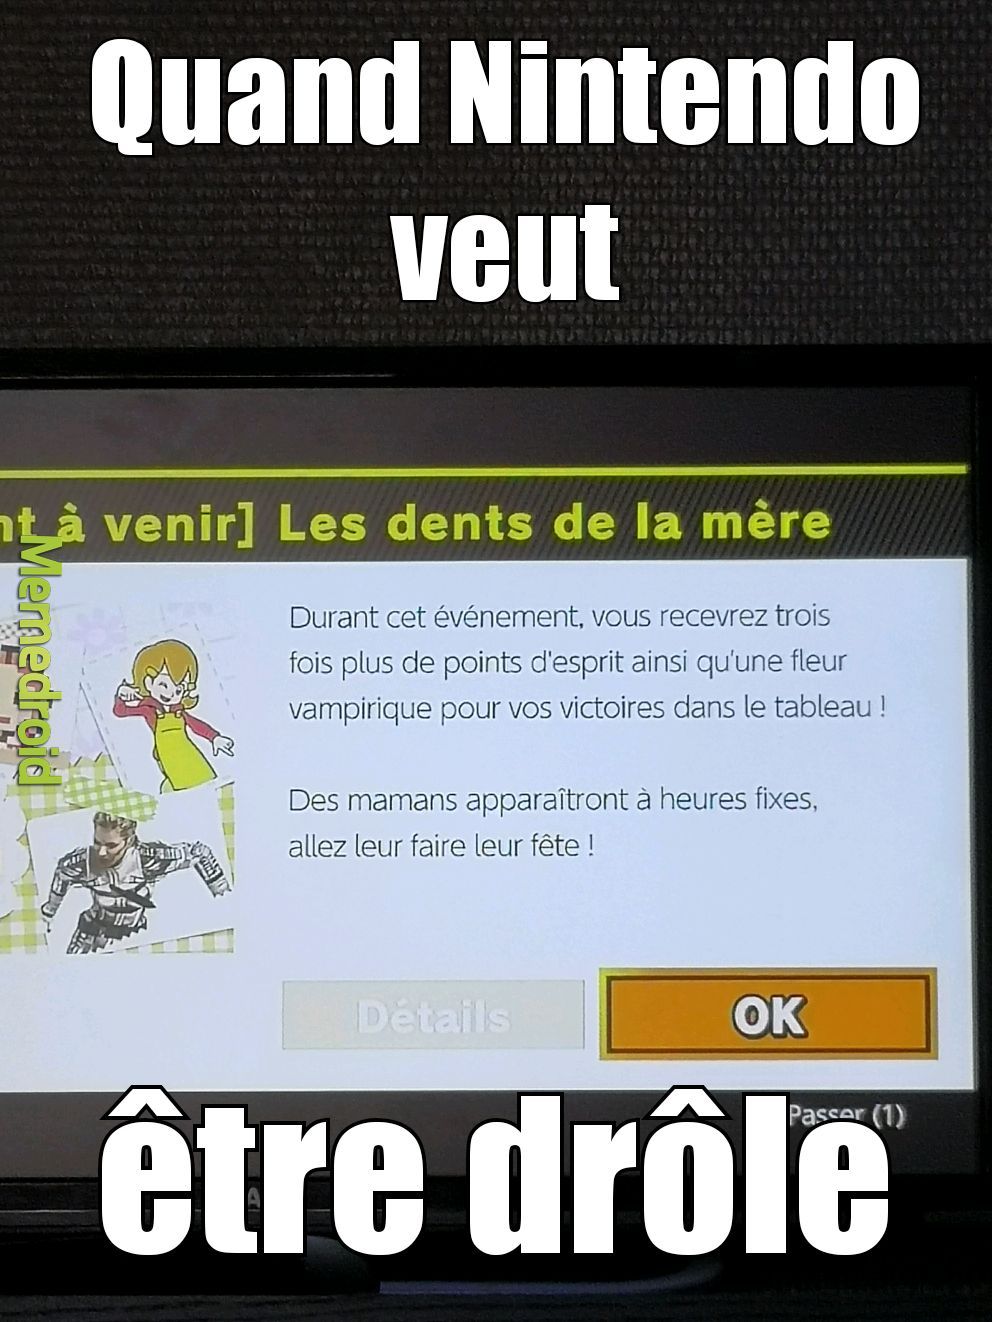 Quand Nintendo
veut
nt à venir] Les dents de la mère
Durant cet événement, vous recevrez trois
fois plus de points d'esprit ainsi qu'une fleur
vampirique pour vos victoires dans le tableau !
Des mamans apparaîtront à heures fixes,
allez leur faire leur fête !
Détails
OK
Passer (1)
être drôle
Memedroid